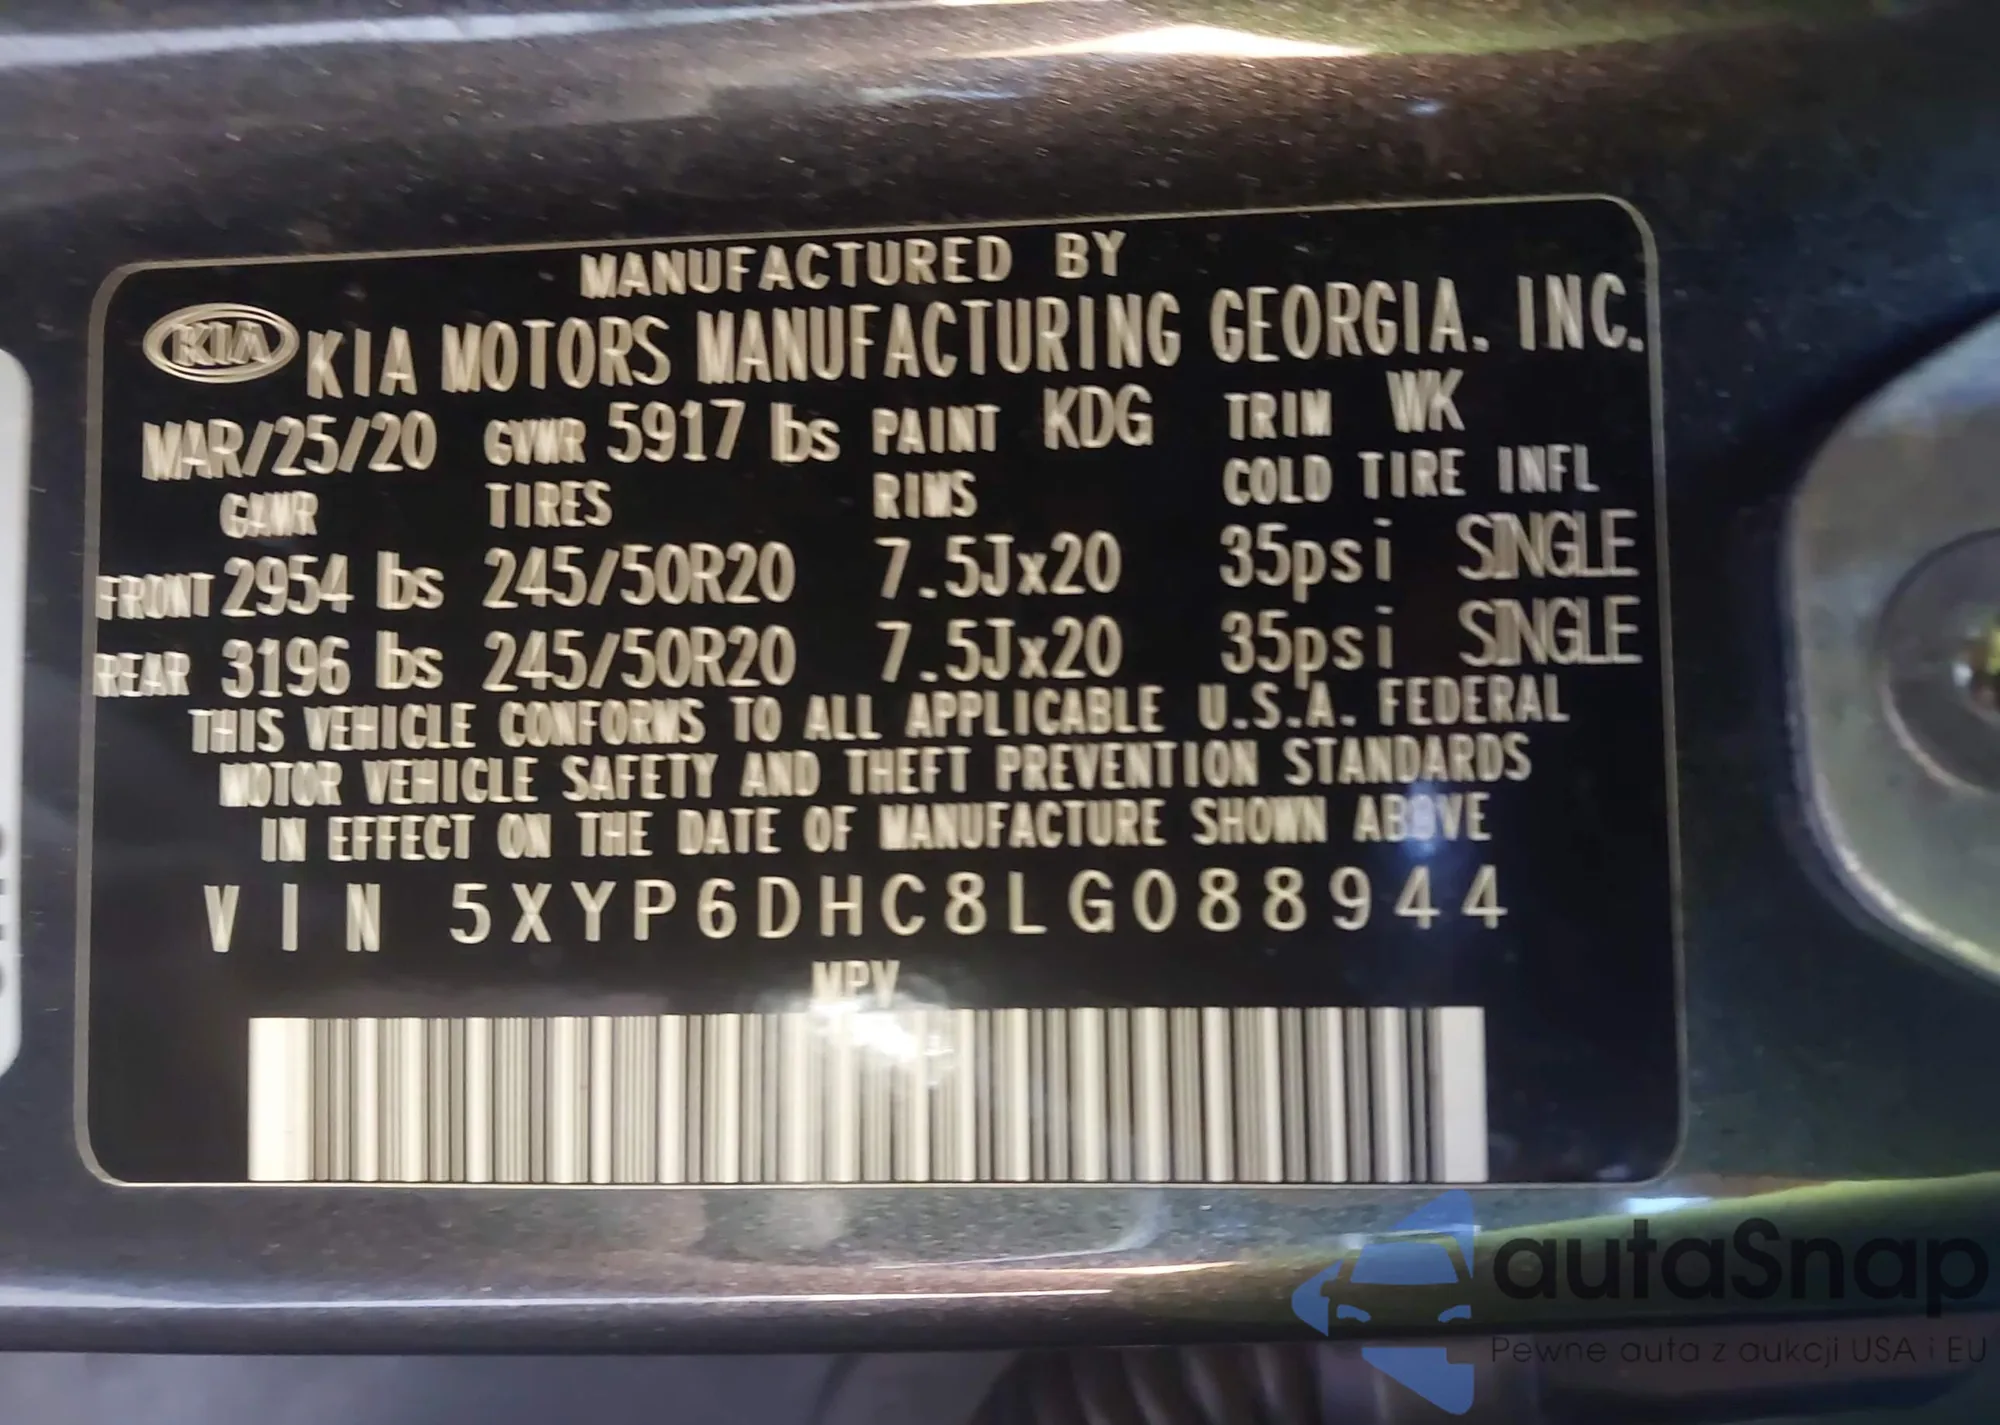 MANUFACTURED BY
KIA KIA MOTORS MANUFACTURING GEORGIA. INC.
MAR/25/20 GVWR 5917 lbs PAINT KDG TRIM WK
GAWR TIRES RIMS COLD TIRE INFL
FRONT 2954 lbs 245/50R20 7.5Jx20 35psi SINGLE
REAR 3196 lbs 245/50R20 7.5Jx20 35psi SINGLE
THIS VEHICLE CONFORMS TO ALL APPLICABLE U.S.A. FEDERAL
MOTOR VEHICLE SAFETY AND THEFT PREVENTION STANDARDS
IN EFFECT ON THE DATE OF MANUFACTURE SHOWN ABOVE
VIN 5XYP6DHC8LG088944
MPV
autaSnap
Pewne auta z aukcji USA i EU